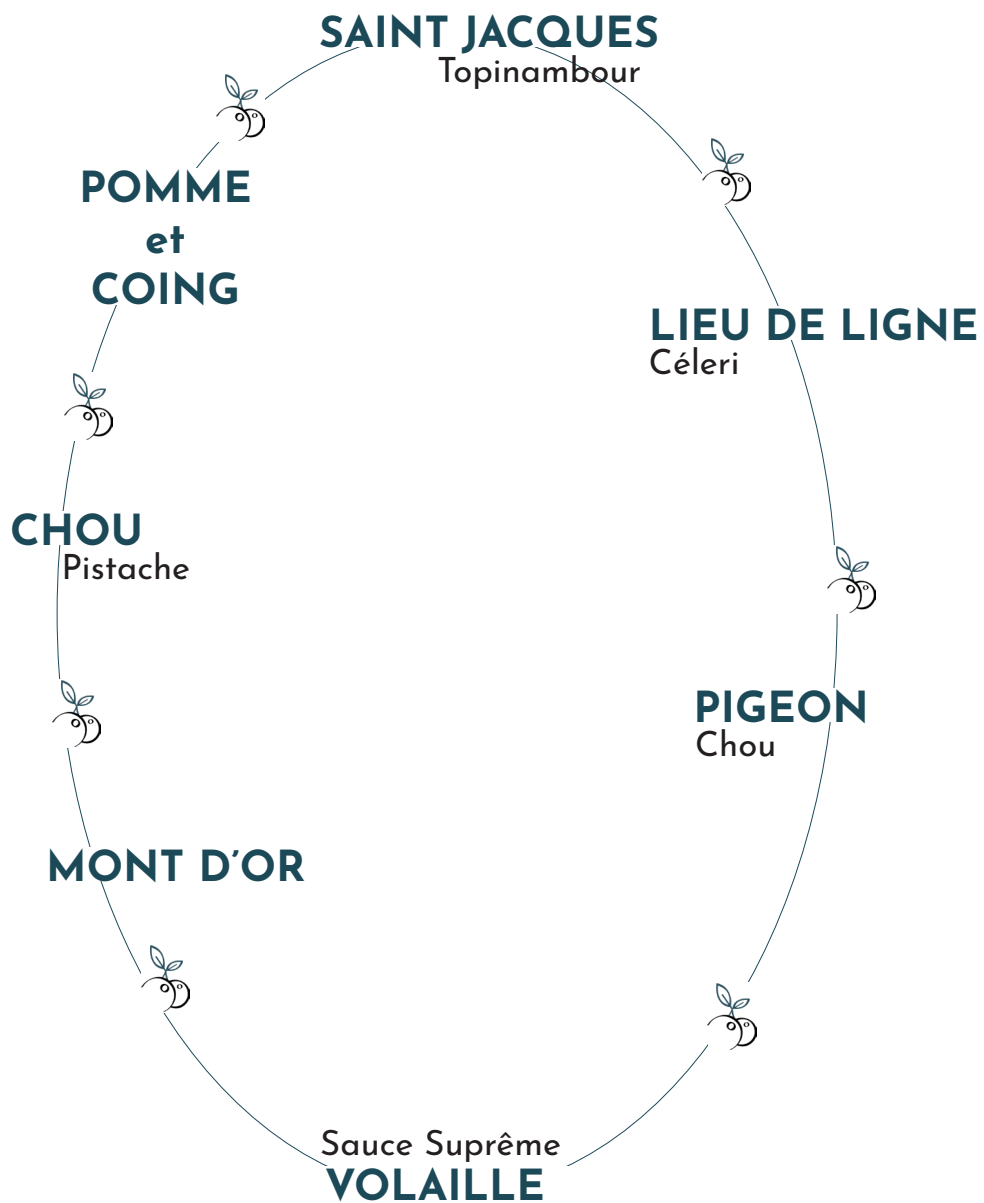 SAINT JACQUES
Topinambour
LIEU DE LIGNE
Céleri
PIGEON
Chou
Sauce Suprême
VOLAILLE
MONT D’OR
CHOU
Pistache
POMME
et
COING